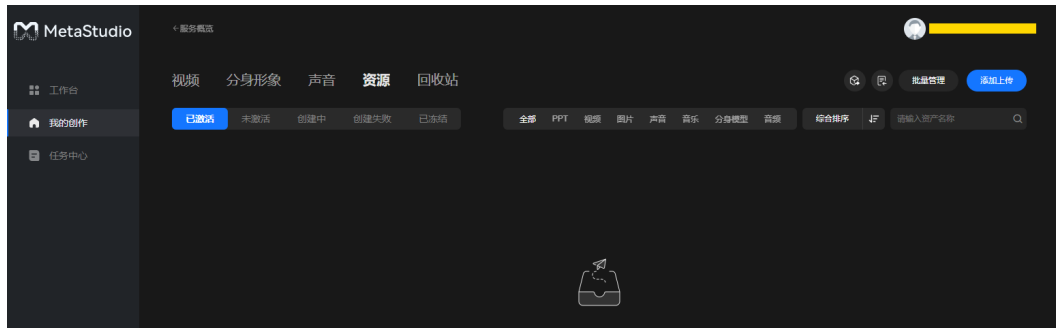 MetaStudio
←服务概览
工作台
我的创作
任务中心
视频 分身形象 声音 资源 回收站
批量管理 添加上传
已激活 未激活 创建中 创建失败 已冻结
全部 PPT 视频 图片 声音 音乐 分身模型 音频 综合排序 请输入资产名称